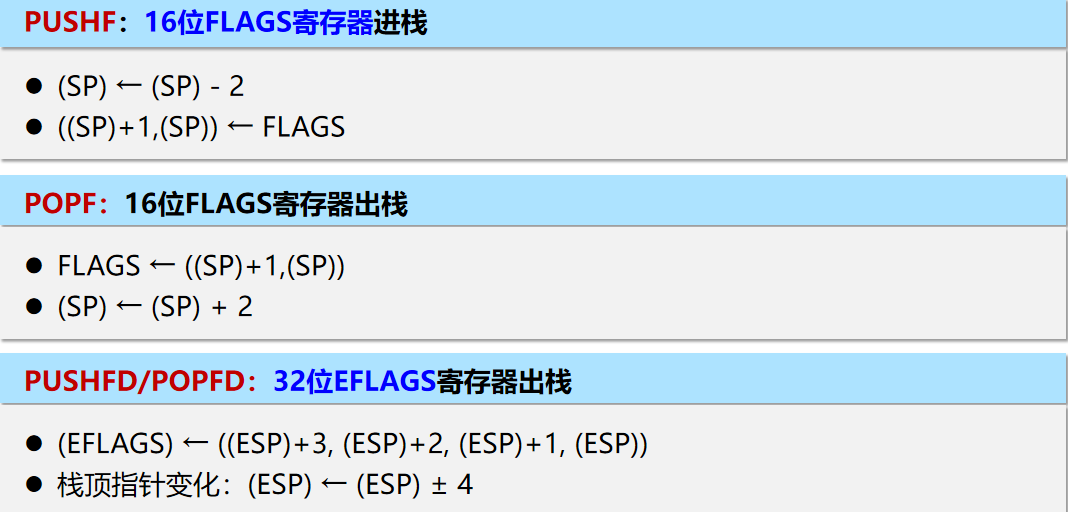 PUSHF：16位FLAGS寄存器进栈
● (SP) ← (SP) - 2
● ((SP)+1,(SP)) ← FLAGS
POPF：16位FLAGS寄存器出栈
● FLAGS ← ((SP)+1,(SP))
● (SP) ← (SP) + 2
PUSHFD/POPFD：32位EFLAGS寄存器出栈
● (EFLAGS) ← ((ESP)+3, (ESP)+2, (ESP)+1, (ESP))
● 栈顶指针变化：(ESP) ← (ESP) ± 4